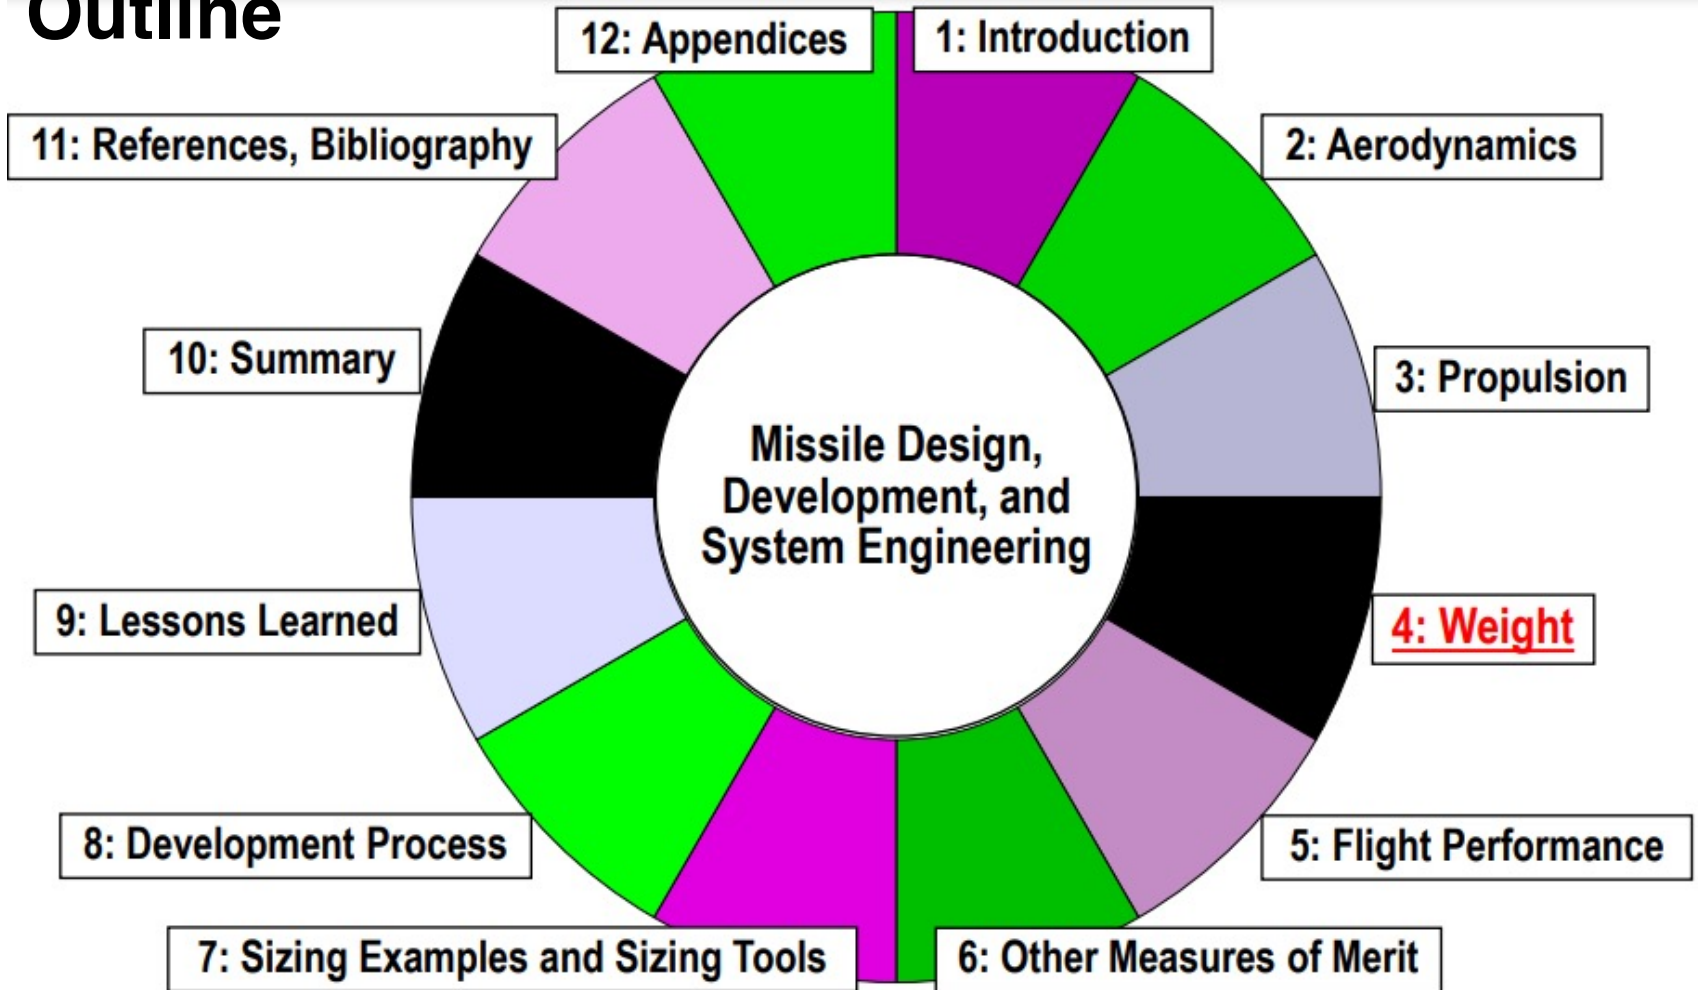 Outline
12: Appendices
1: Introduction
11: References, Bibliography
2: Aerodynamics
10: Summary
3: Propulsion
Missile Design,
Development, and
System Engineering
9: Lessons Learned
4: Weight
8: Development Process
5: Flight Performance
7: Sizing Examples and Sizing Tools
6: Other Measures of Merit